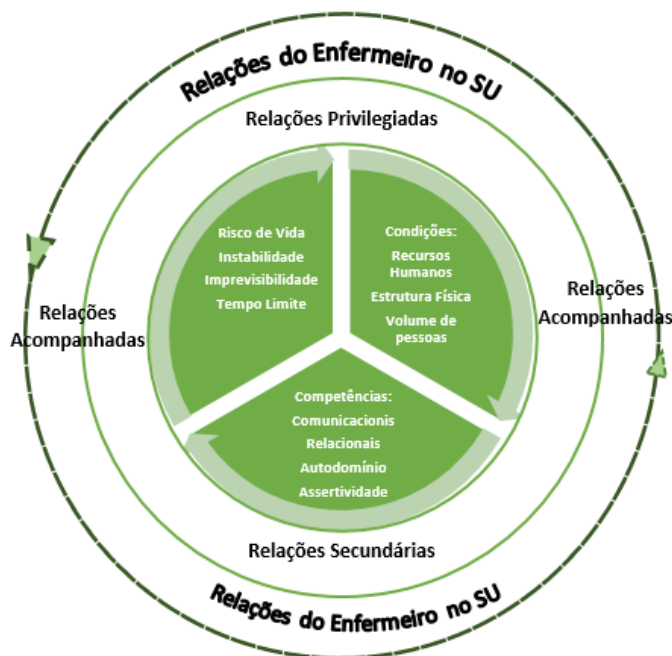 Relações do Enfermeiro no SU
Relações Privilegiadas
Risco de Vida
Instabilidade
Imprevisibilidade
Tempo Limite
Condições:
Recursos
Humanos
Estrutura Física
Volume de
pessoas
Relações
Acompanhadas
Relações
Acompanhadas
Competências:
Comunicacionis
Relacionais
Autodomínio
Assertividade
Relações Secundárias
Relações do Enfermeiro no SU